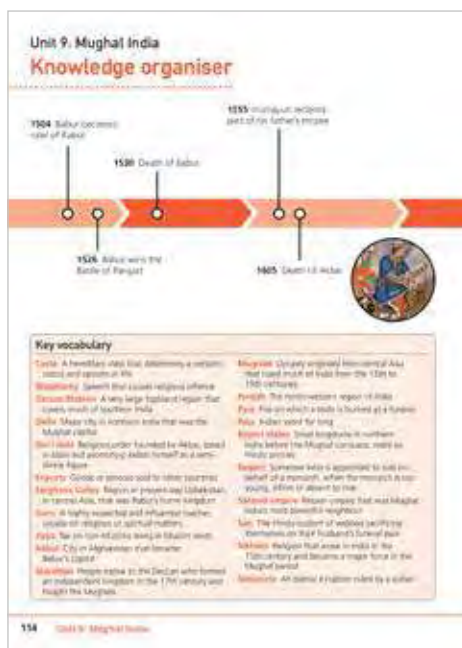 Unit 9. Mughal India
Knowledge organiser
1504 Babur becomes
ruler of Kabul
1530 Death of Babur
1555 Humayun reclaims
part of his father's empire
1526 Babur wins the
Battle of Panipat
1605 Death of Akbar
Key vocabulary
Caste A hereditary class that determines a person's
status and options in life
Blasphemy Speech that causes religious offence
Deccan Plateau A very large highland region that
covers much of southern India
Delhi Major city in northern India that was the
Mughal capital
Din-i Ilahi Religious order founded by Akbar, based
in Islam but promoting Akbar himself as a semi-
divine figure
Exports Goods or services sold to other countries
Ferghana Valley Region in present-day Uzbekistan,
in central Asia, that was Babur's home kingdom
Guru A highly respected and influential teacher,
usually on religious or spiritual matters
Jizya Tax on non-Muslims living in Muslim lands
Kabul City in Afghanistan that became
Babur's capital
Marathas People native to the Deccan who formed
an independent kingdom in the 17th century and
fought the Mughals
Mughals Dynasty originally from central Asia
that ruled much of India from the 16th to
19th centuries
Punjab The north-western region of India
Pyre Fire on which a body is burned at a funeral
Raja Indian word for king
Rajput states Small kingdoms in northern
India before the Mughal conquest, ruled by
Hindu princes
Regent Someone who is appointed to rule on
behalf of a monarch, when the monarch is too
young, infirm or absent to rule
Safavid empire Persian empire that was Mughal
India's most powerful neighbour
Sati The Hindu custom of widows sacrificing
themselves on their husband's funeral pyre
Sikhism Religion that arose in India in the
15th century and became a major force in the
Mughal period
Sultanate An Islamic kingdom ruled by a sultan
114 Unit 9: Mughal India